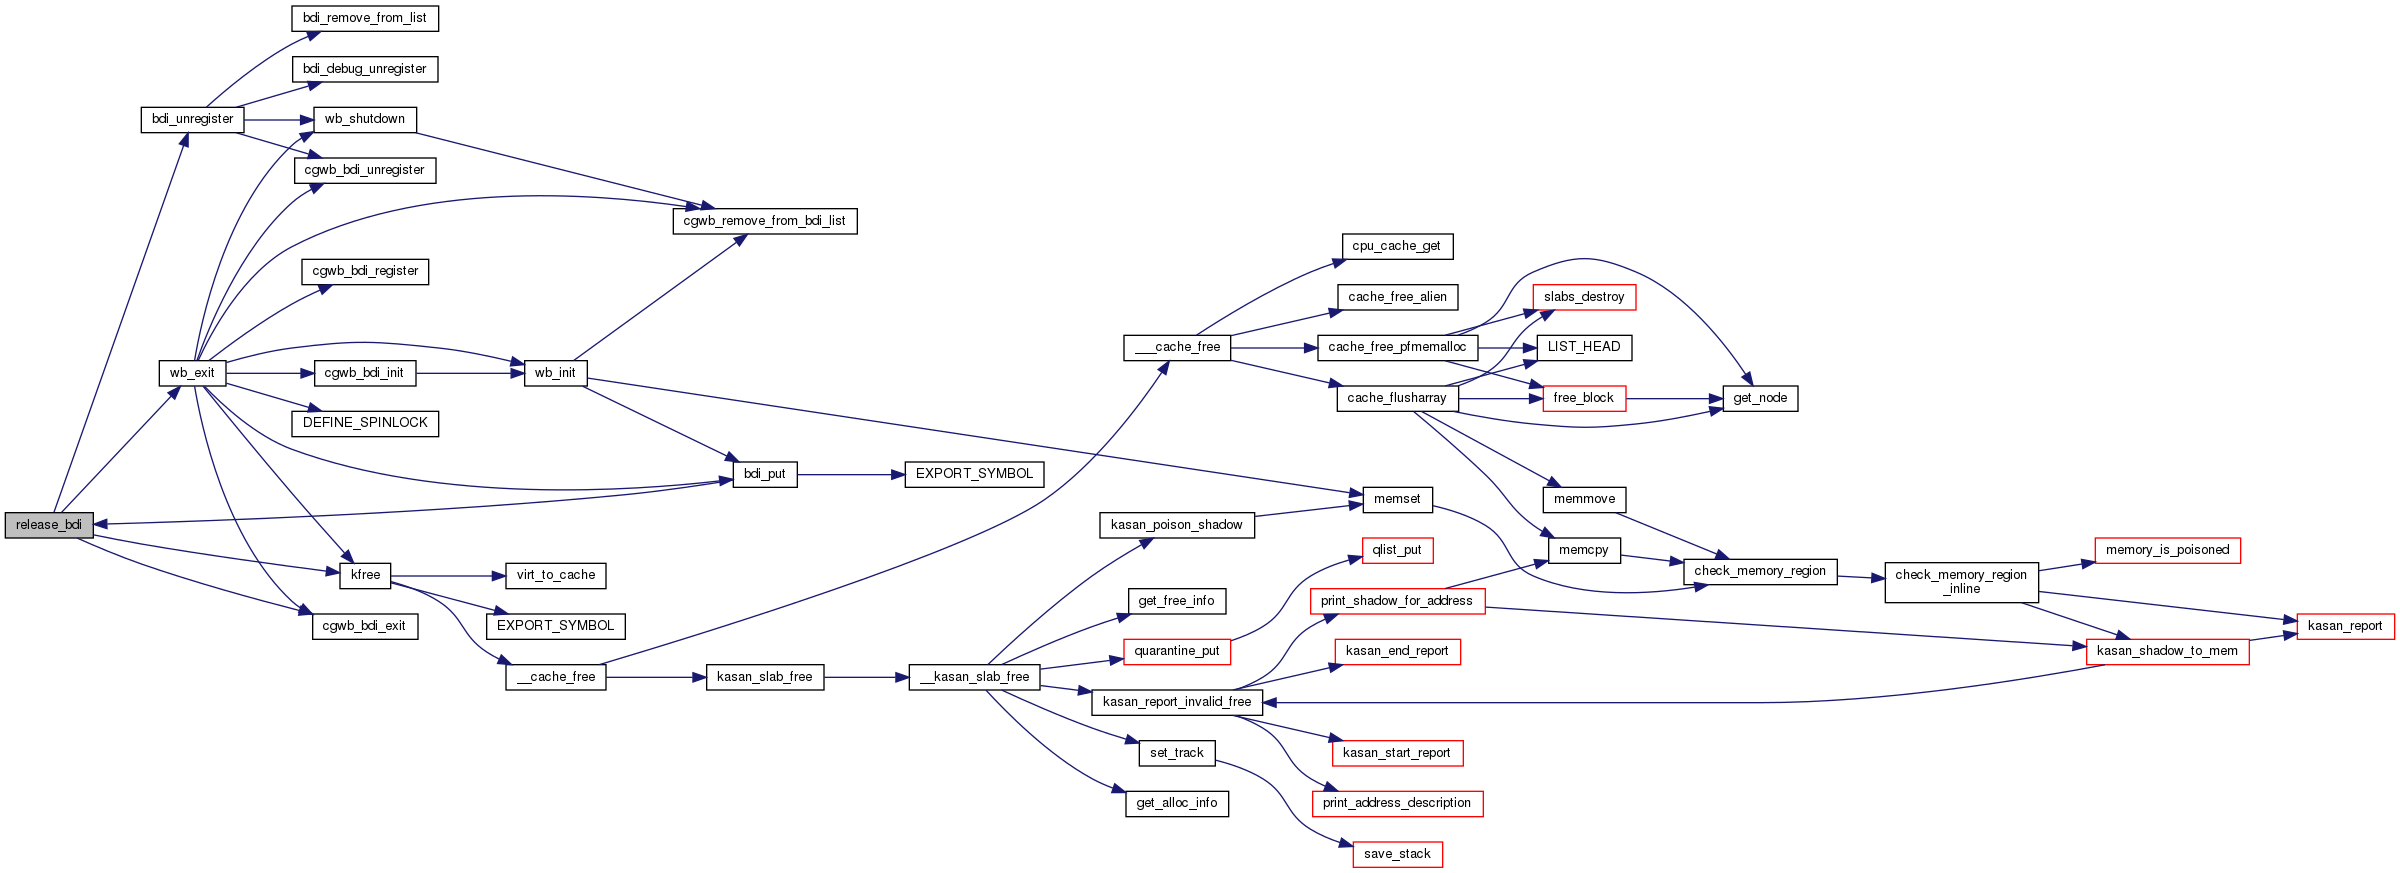 bdi_remove_from_list
bdi_debug_unregister
bdi_unregister
wb_shutdown
cgwb_bdi_unregister
cgwb_remove_from_bdi_list
cgwb_bdi_register
wb_exit
cgwb_bdi_init
wb_init
DEFINE_SPINLOCK
bdi_put
EXPORT_SYMBOL
release_bdi
kfree
virt_to_cache
EXPORT_SYMBOL
cgwb_bdi_exit
__cache_free
kasan_slab_free
__kasan_slab_free
___cache_free
cpu_cache_get
cache_free_alien
cache_free_pfmemalloc
cache_flusharray
slabs_destroy
LIST_HEAD
free_block
get_node
memset
memmove
memcpy
kasan_poison_shadow
qlist_put
get_free_info
print_shadow_for_address
quarantine_put
kasan_end_report
kasan_report_invalid_free
set_track
kasan_start_report
get_alloc_info
print_address_description
save_stack
check_memory_region
check_memory_region
_inline
memory_is_poisoned
kasan_report
kasan_shadow_to_mem